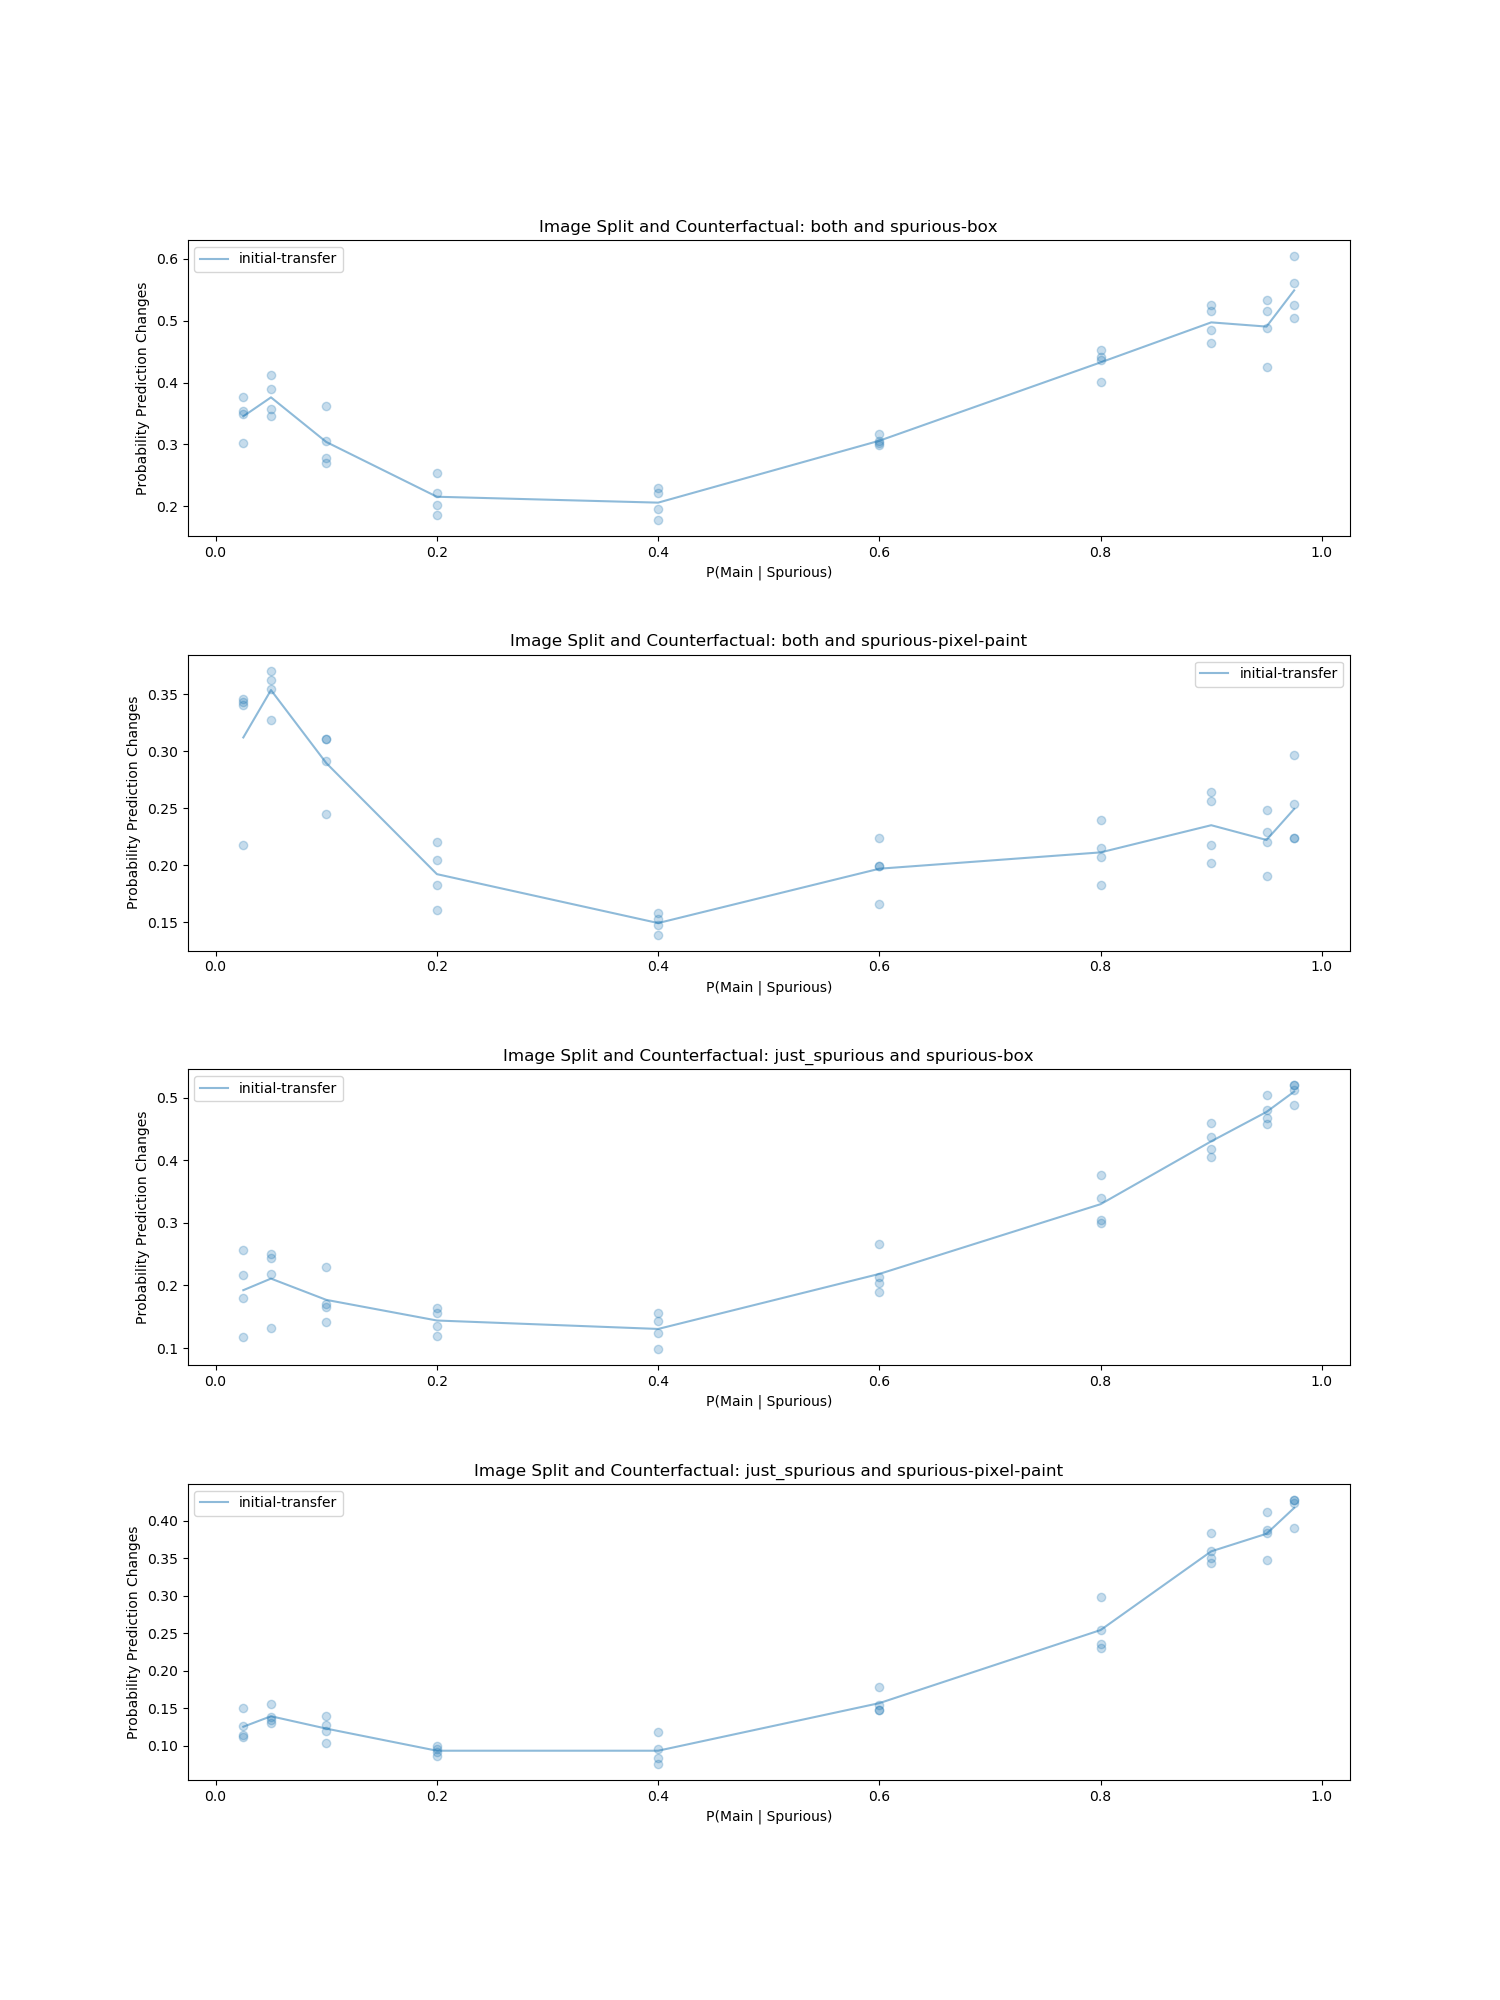 Image Split and Counterfactual: both and spurious-box
initial-transfer
Probability Prediction Changes
0.6
0.5
0.4
0.3
0.2
0.0 0.2 0.4 0.6 0.8 1.0
P(Main | Spurious)
Image Split and Counterfactual: both and spurious-pixel-paint
initial-transfer
Probability Prediction Changes
0.35
0.30
0.25
0.20
0.15
0.0 0.2 0.4 0.6 0.8 1.0
P(Main | Spurious)
Image Split and Counterfactual: just_spurious and spurious-box
initial-transfer
Probability Prediction Changes
0.5
0.4
0.3
0.2
0.1
0.0 0.2 0.4 0.6 0.8 1.0
P(Main | Spurious)
Image Split and Counterfactual: just_spurious and spurious-pixel-paint
initial-transfer
Probability Prediction Changes
0.40
0.35
0.30
0.25
0.20
0.15
0.10
0.0 0.2 0.4 0.6 0.8 1.0
P(Main | Spurious)